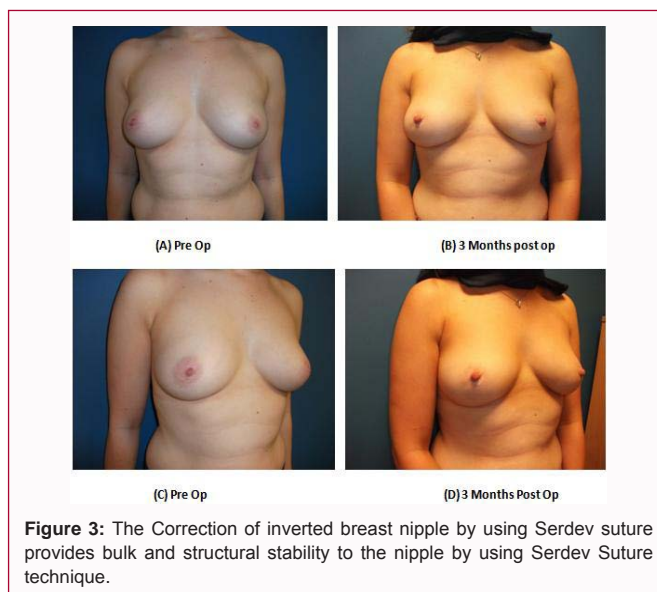 (A) Pre Op
(B) 3 Months post op
(C) Pre Op
(D) 3 Months Post Op
Figure 3: The Correction of inverted breast nipple by using Serdev suture
provides bulk and structural stability to the nipple by using Serdev Suture
technique.